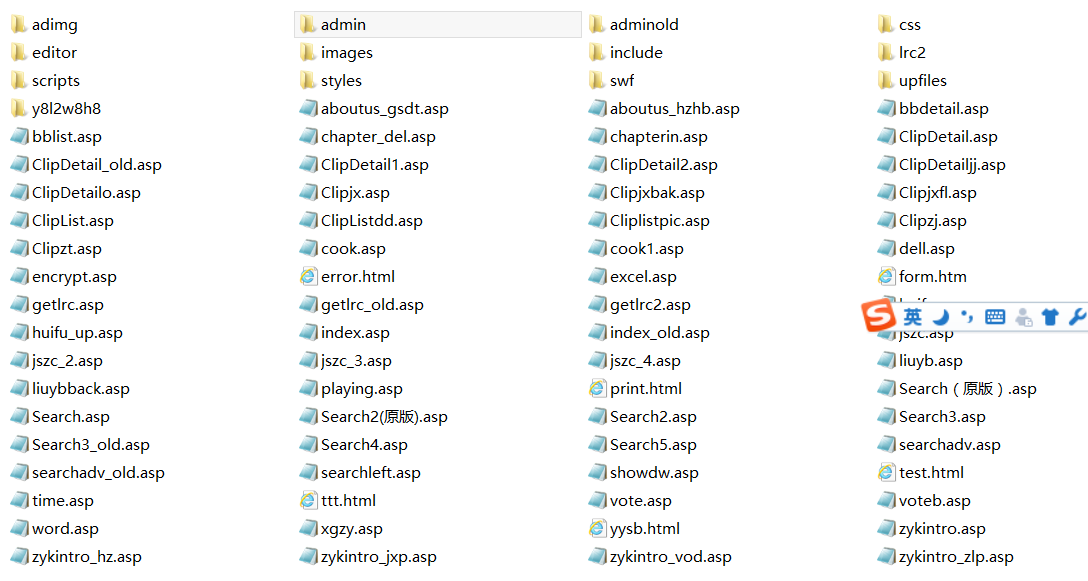 adimg admin adminold css
editor images include lrc2
scripts styles swf upfiles
y8l2w8h8 aboutus_gsdt.asp aboutus_hzhb.asp bbdetail.asp
bblist.asp chapter_del.asp chapterin.asp ClipDetail.asp
ClipDetail_old.asp ClipDetail1.asp ClipDetail2.asp ClipDetailjj.asp
ClipDetailo.asp Clipjx.asp Clipjxbak.asp Clipjxfl.asp
ClipList.asp ClipListdd.asp Cliplistpic.asp Clipzj.asp
Clipzt.asp cook.asp cook1.asp dell.asp
encrypt.asp error.html excel.asp form.htm
getlrc.asp getlrc_old.asp getlrc2.asp
S 英
huifu_up.asp index.asp index_old.asp jszc.asp
jszc_2.asp jszc_3.asp jszc_4.asp liuyb.asp
liuybback.asp playing.asp print.html Search（原版）.asp
Search.asp Search2(原版).asp Search2.asp Search3.asp
Search3_old.asp Search4.asp Search5.asp searchadv.asp
searchadv_old.asp searchleft.asp showdw.asp test.html
time.asp ttt.html vote.asp voteb.asp
word.asp xgzy.asp yysb.html zykintro.asp
zykintro_hz.asp zykintro_jxp.asp zykintro_vod.asp zykintro_zlp.asp